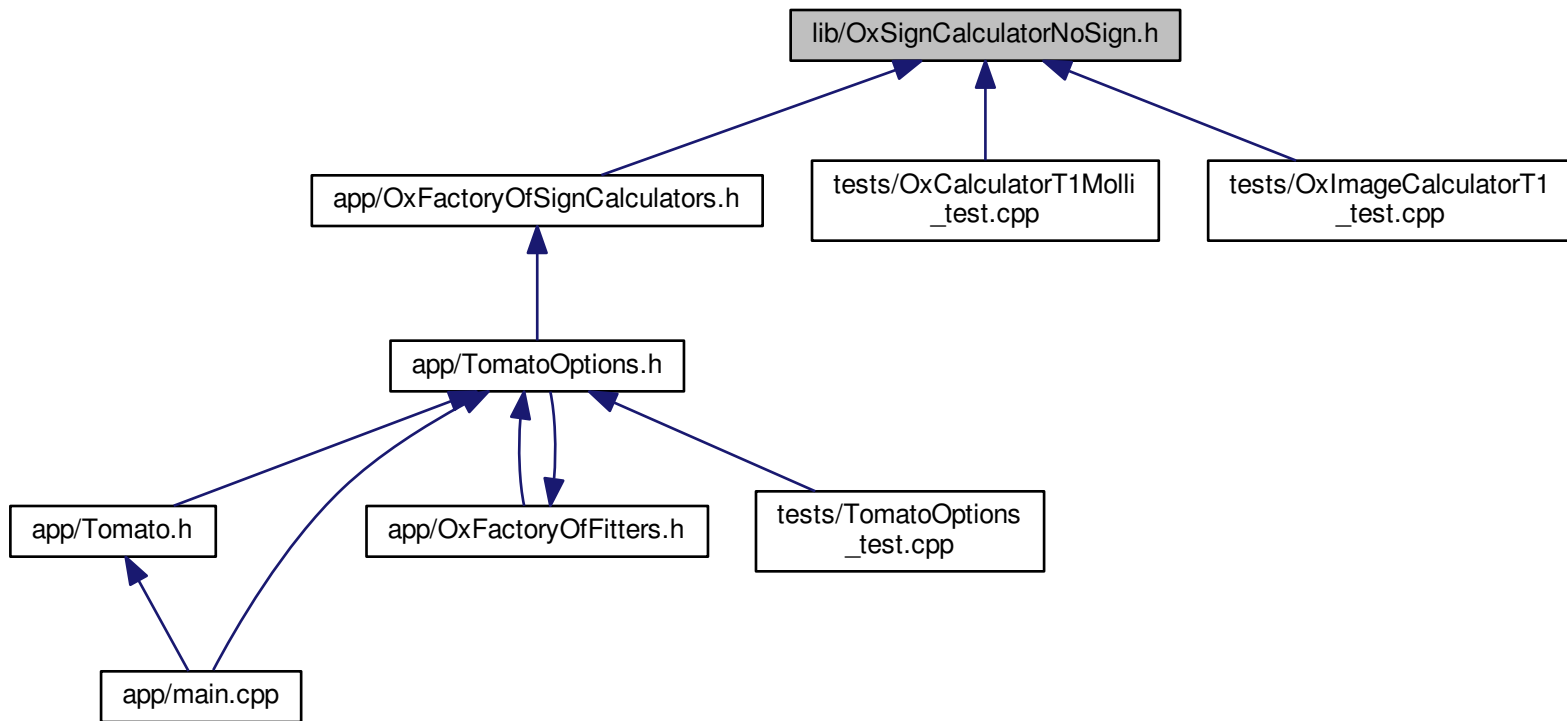 lib/OxSignCalculatorNoSign.h
app/OxFactoryOfSignCalculators.h
tests/OxCalculatorT1Molli
_test.cpp
tests/OxImageCalculatorT1
_test.cpp
app/TomatoOptions.h
app/Tomato.h
app/OxFactoryOfFitters.h
tests/TomatoOptions
_test.cpp
app/main.cpp